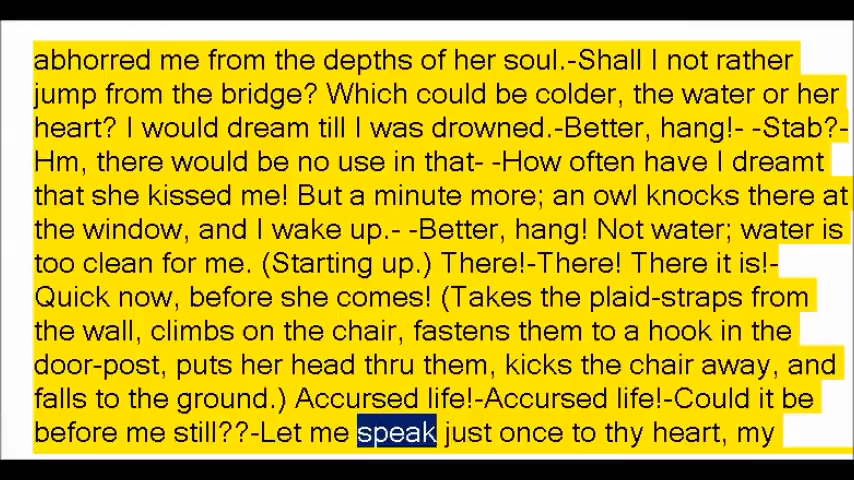 abhorred me from the depths of her soul.-Shall I not rather
jump from the bridge? Which could be colder, the water or her
heart? I would dream till I was drowned.-Better, hang!- -Stab?-
Hm, there would be no use in that- -How often have I dreamt
that she kissed me! But a minute more; an owl knocks there at
the window, and I wake up.- -Better, hang! Not water; water is
too clean for me. (Starting up.) There!-There! There it is!-
Quick now, before she comes! (Takes the plaid-straps from
the wall, climbs on the chair, fastens them to a hook in the
door-post, puts her head thru them, kicks the chair away, and
falls to the ground.) Accursed life!-Accursed life!-Could it be
before me still??-Let me speak just once to thy heart, my